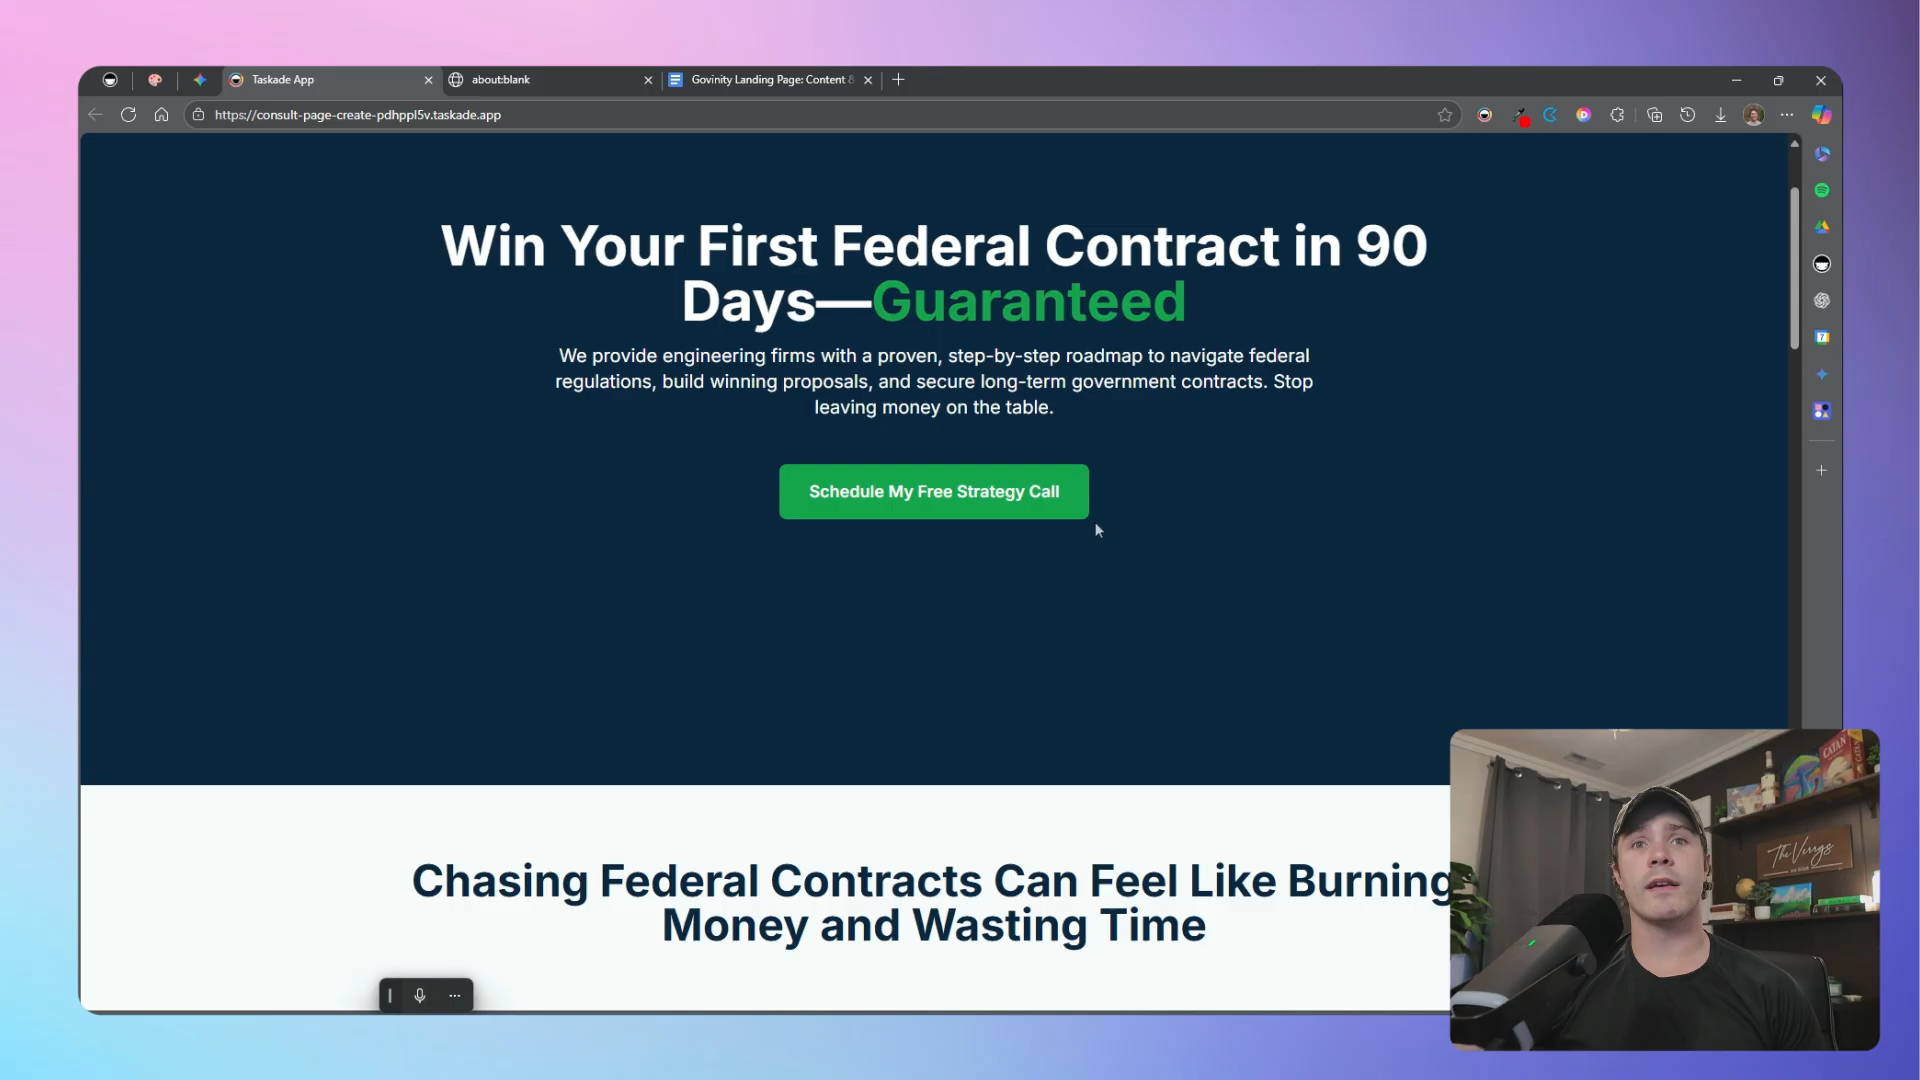 Taskade App
about:blank
Govinity Landing Page: Content &
https://consult-page-create-pdhppl5v.taskade.app
Win Your First Federal Contract in 90
Days—Guaranteed
We provide engineering firms with a proven, step-by-step roadmap to navigate federal
regulations, build winning proposals, and secure long-term government contracts. Stop
leaving money on the table.
Schedule My Free Strategy Call
Chasing Federal Contracts Can Feel Like Burning
Money and Wasting Time
CATAN
The Verrys